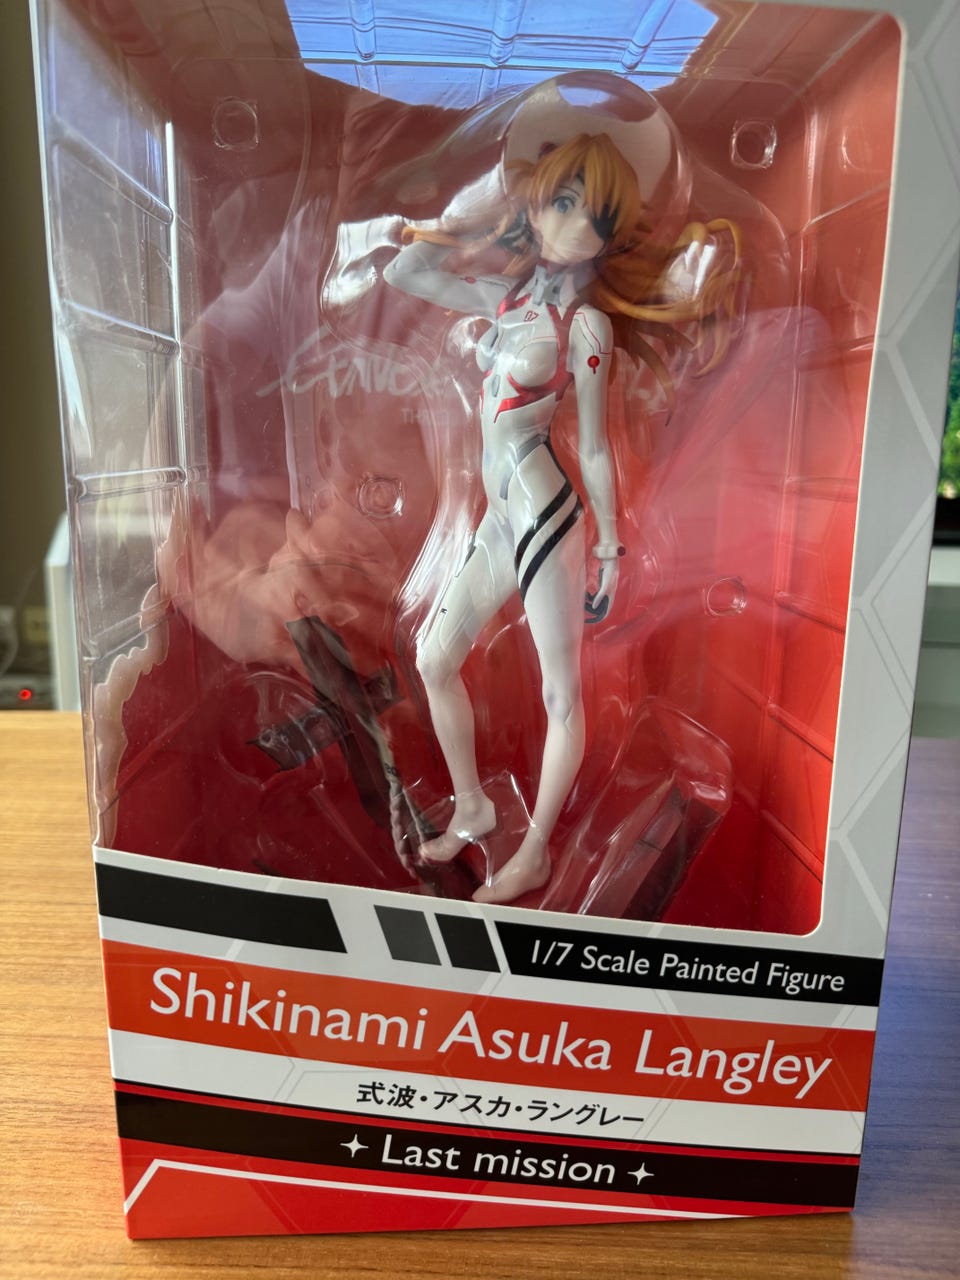 07
1/7 Scale Painted Figure
Shikinami Asuka Langley
式波・アスカ・ラングレー
Last mission